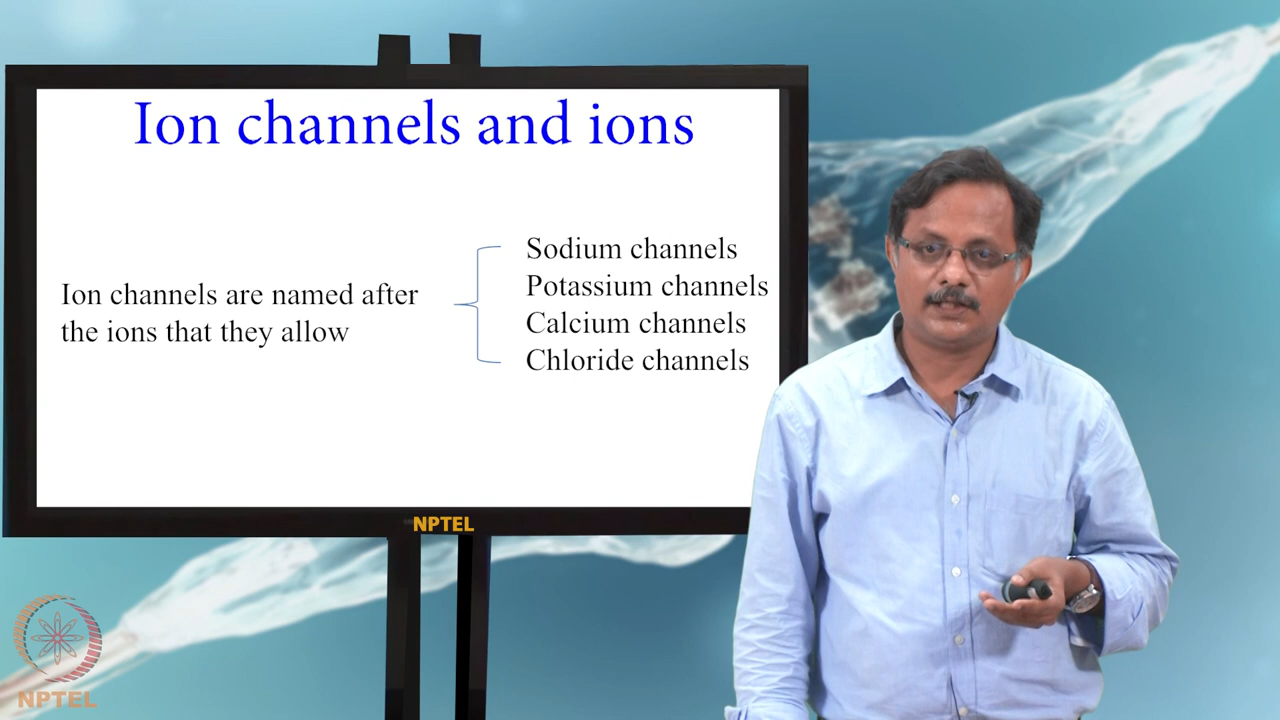 Ion channels and ions
Ion channels are named after
the ions that they allow
Sodium channels
Potassium channels
Calcium channels
Chloride channels
NPTEL
NPTEL